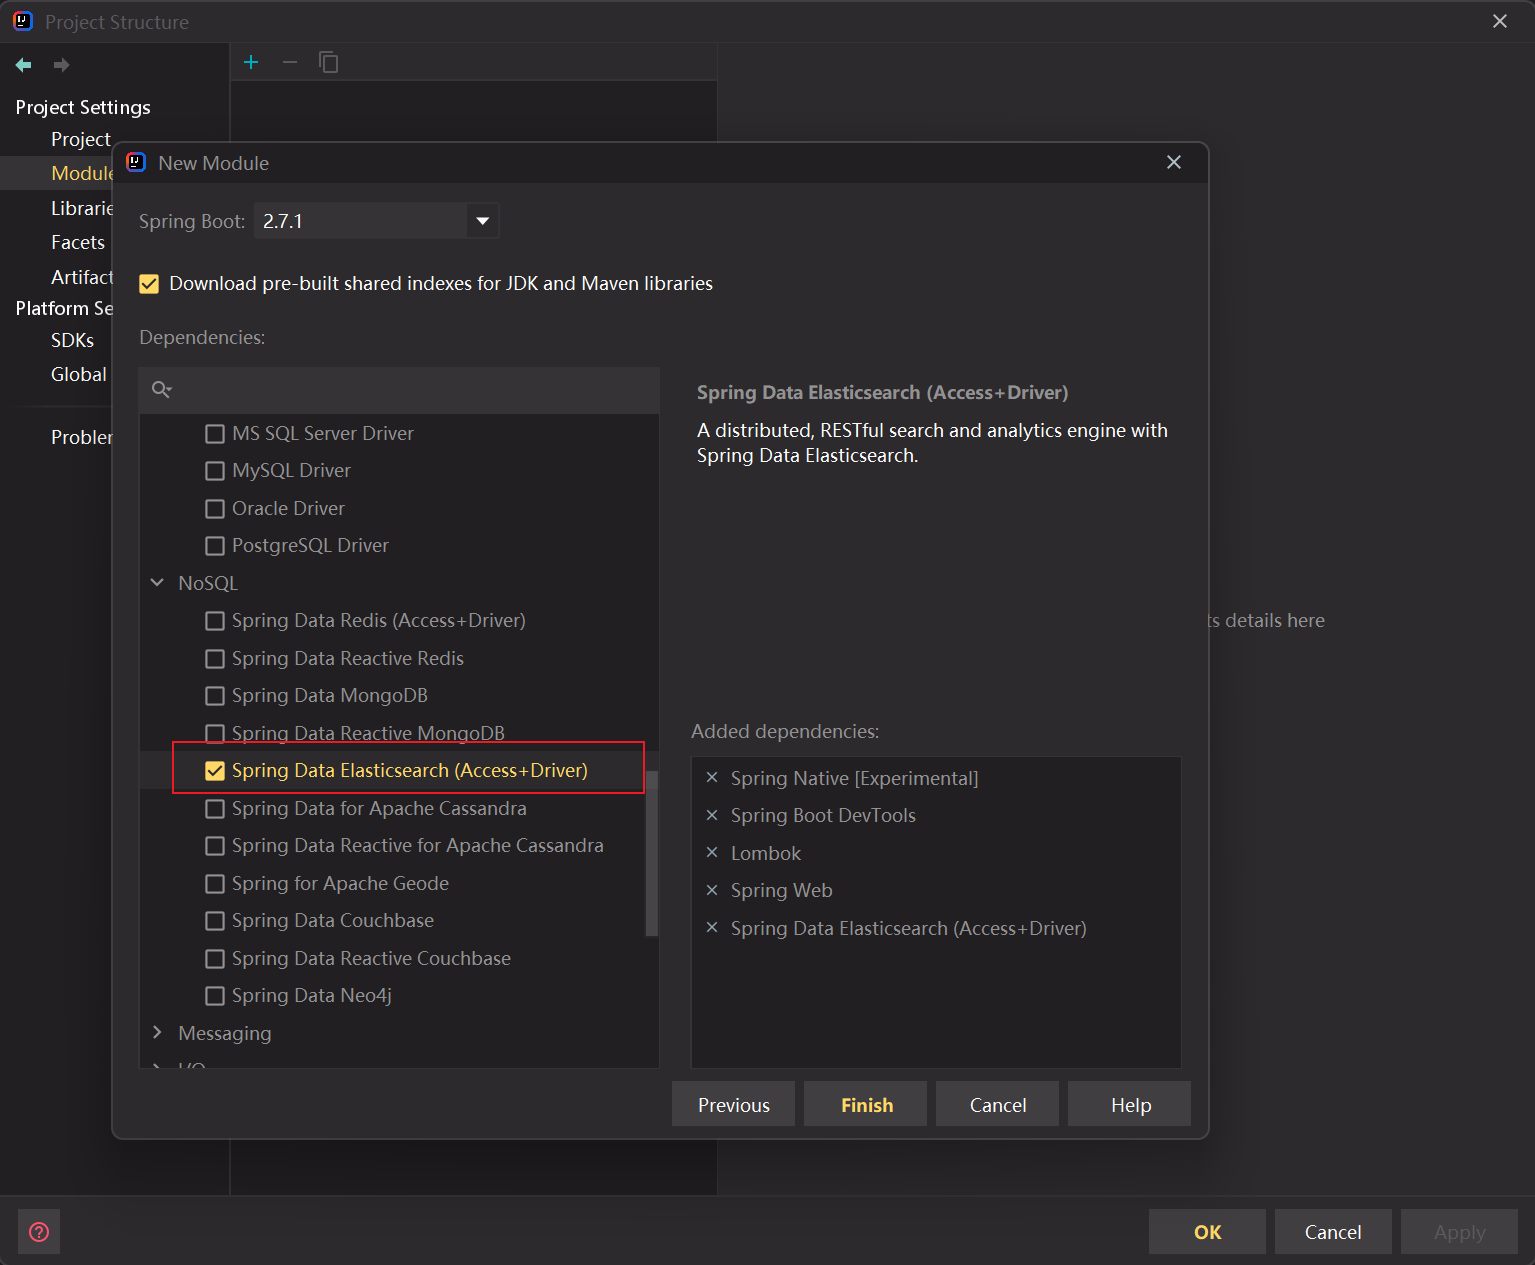 Project Structure
Project Settings
Project
Module
Librarie
Facets
Artifact
Platform Se
SDKs
Global
Probler
New Module
Spring Boot: 2.7.1
Download pre-built shared indexes for JDK and Maven libraries
Dependencies:
MS SQL Server Driver
MySQL Driver
Oracle Driver
PostgreSQL Driver
NoSQL
Spring Data Redis (Access+Driver)
Spring Data Reactive Redis
Spring Data MongoDB
Spring Data Reactive MongoDB
Spring Data Elasticsearch (Access+Driver)
Spring Data for Apache Cassandra
Spring Data Reactive for Apache Cassandra
Spring for Apache Geode
Spring Data Couchbase
Spring Data Reactive Couchbase
Spring Data Neo4j
Messaging
I/O
Spring Data Elasticsearch (Access+Driver)
A distributed, RESTful search and analytics engine with
Spring Data Elasticsearch.
Added dependencies:
Spring Native [Experimental]
Spring Boot DevTools
Lombok
Spring Web
Spring Data Elasticsearch (Access+Driver)
Previous
Finish
Cancel
Help
ts details here
OK
Cancel
Apply